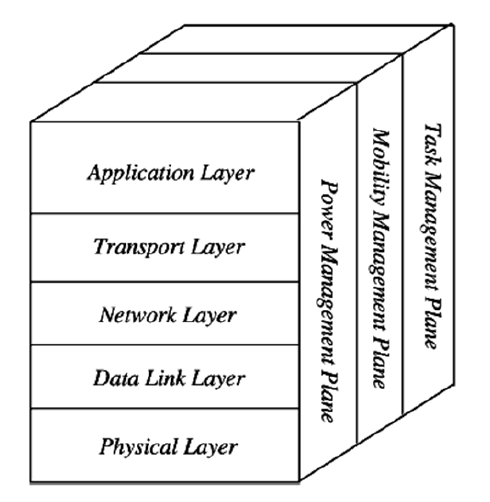 Application Layer
Transport Layer
Network Layer
Data Link Layer
Physical Layer
Power Management Plane
Mobility Management Plane
Task Management Plane